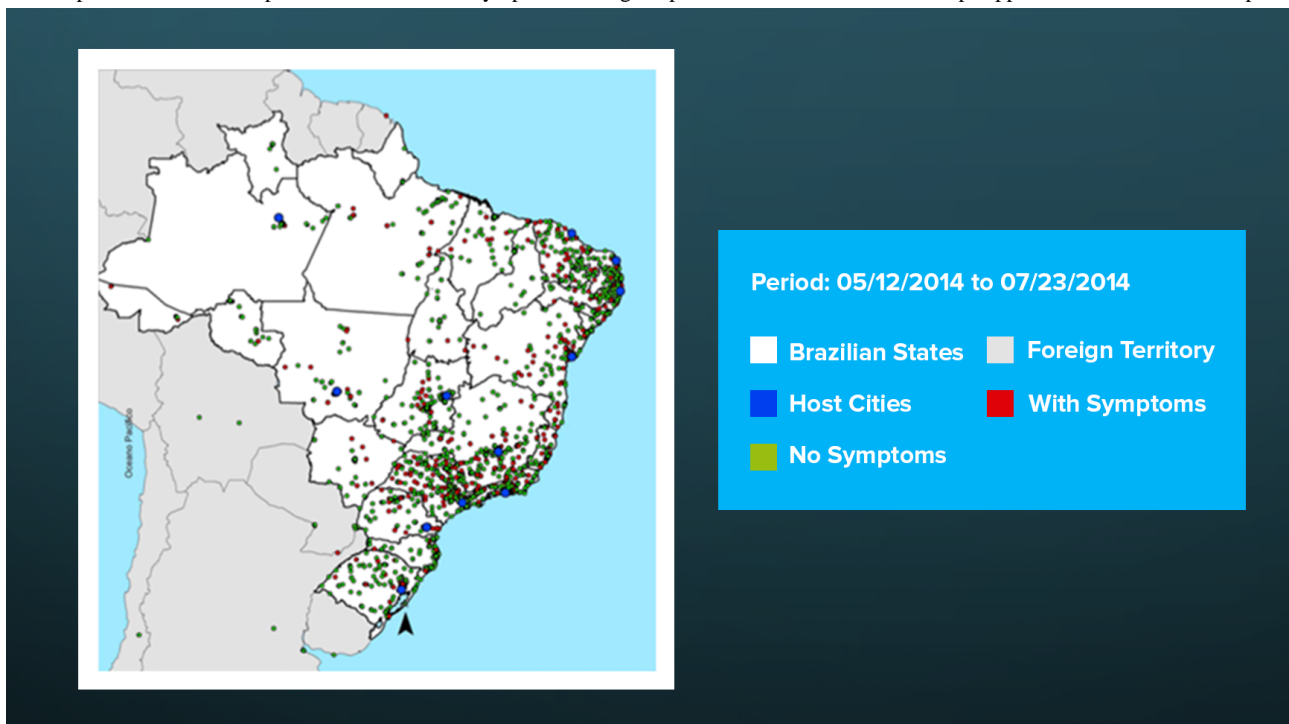 Oceano Pacífico
Period: 05/12/2014 to 07/23/2014
Brazilian States
Foreign Territory
Host Cities
With Symptoms
No Symptoms